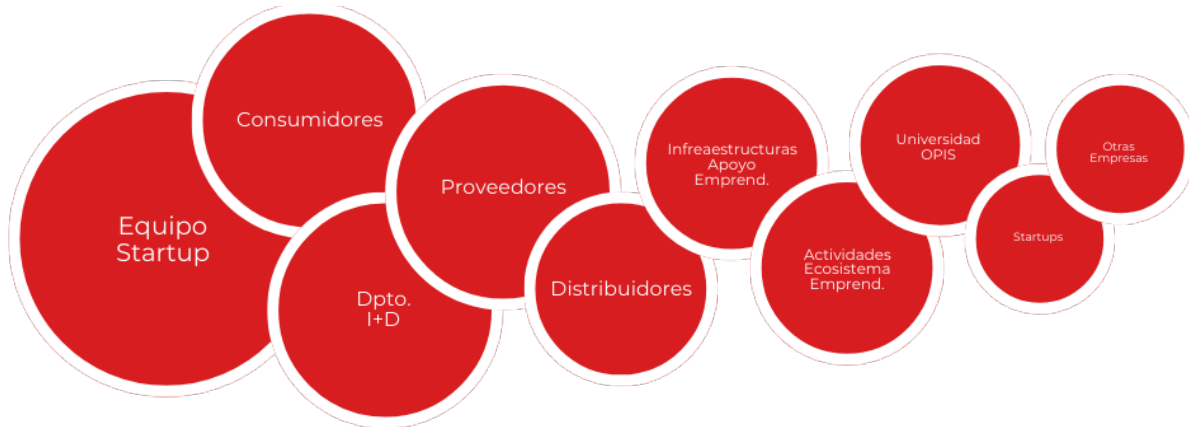 Equipo
Startup
Consumidores
Dpto.
I+D
Proveedores
Distribuidores
Infreaestructuras
Apoyo
Emprend.
Actividades
Ecosistema
Emprend.
Universidad
OPIS
Startups
Otras
Empresas